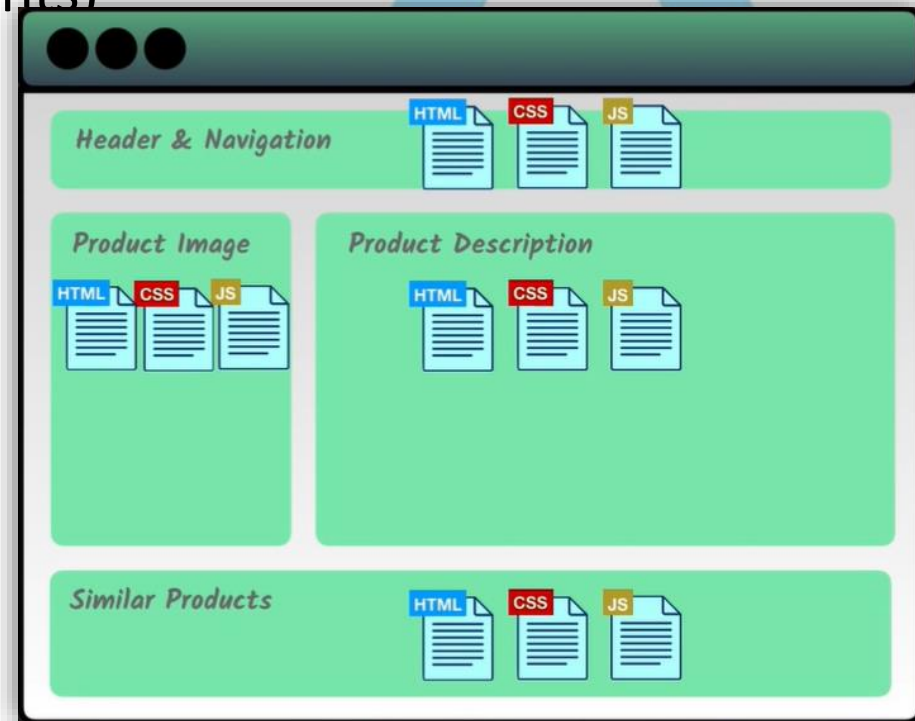 Header & Navigation
HTML CSS JS
Product Image
HTML CSS JS
Product Description
HTML CSS JS
Similar Products
HTML CSS JS